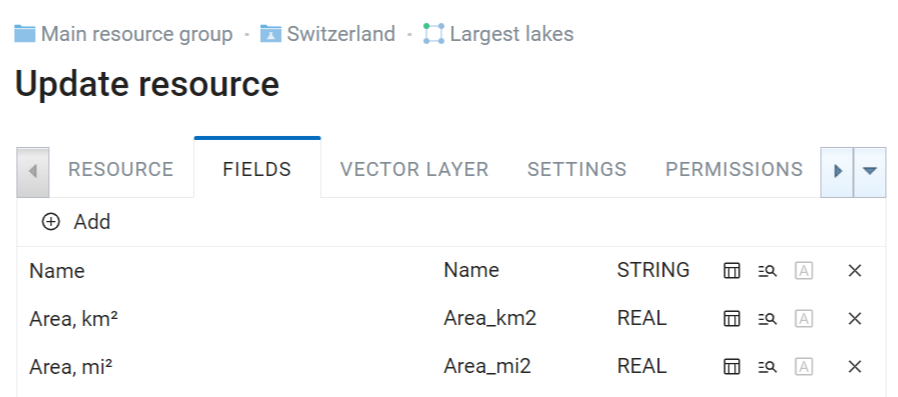 Main resource group · Switzerland · Largest lakes
Update resource
RESOURCE FIELDS VECTOR LAYER SETTINGS PERMISSIONS
Add
Name Name STRING A
Area, km² Area_km2 REAL A
Area, mi² Area_mi2 REAL A